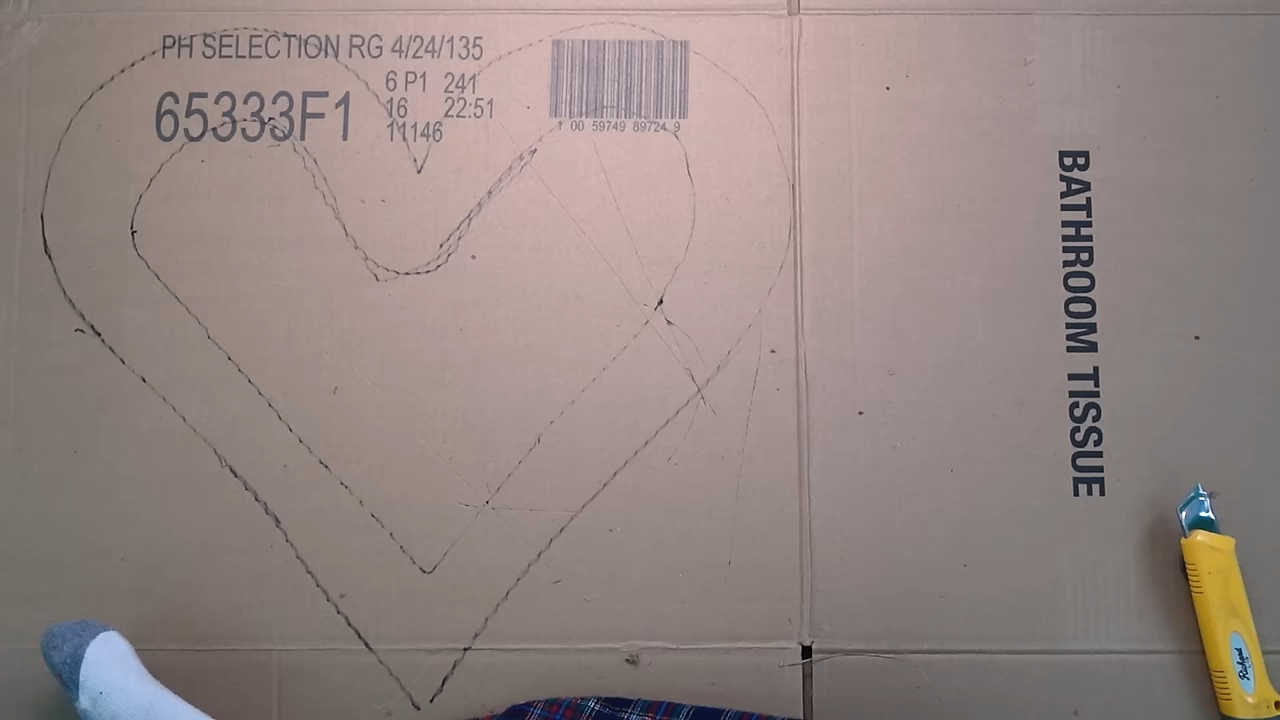 PH SELECTION RG 4/24/135
6 P1 241
16 22:51
65333F1
11146
1 00 59749 89724 9
BATHROOM TISSUE
Richard